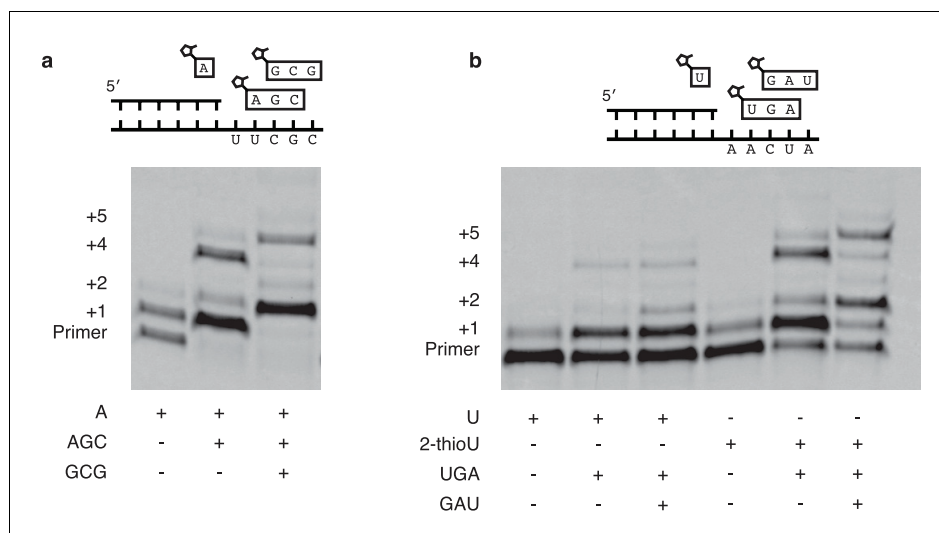 a
A
G C G
A G C
5′
U U C G C
+5
+4
+2
+1
Primer
A + + +
AGC - + +
GCG - - +
b
U
G A U
U G A
5′
A A C U A
+5
+4
+2
+1
Primer
U + + + - - -
2-thioU - - - + + +
UGA - + + - + +
GAU - - + - - +